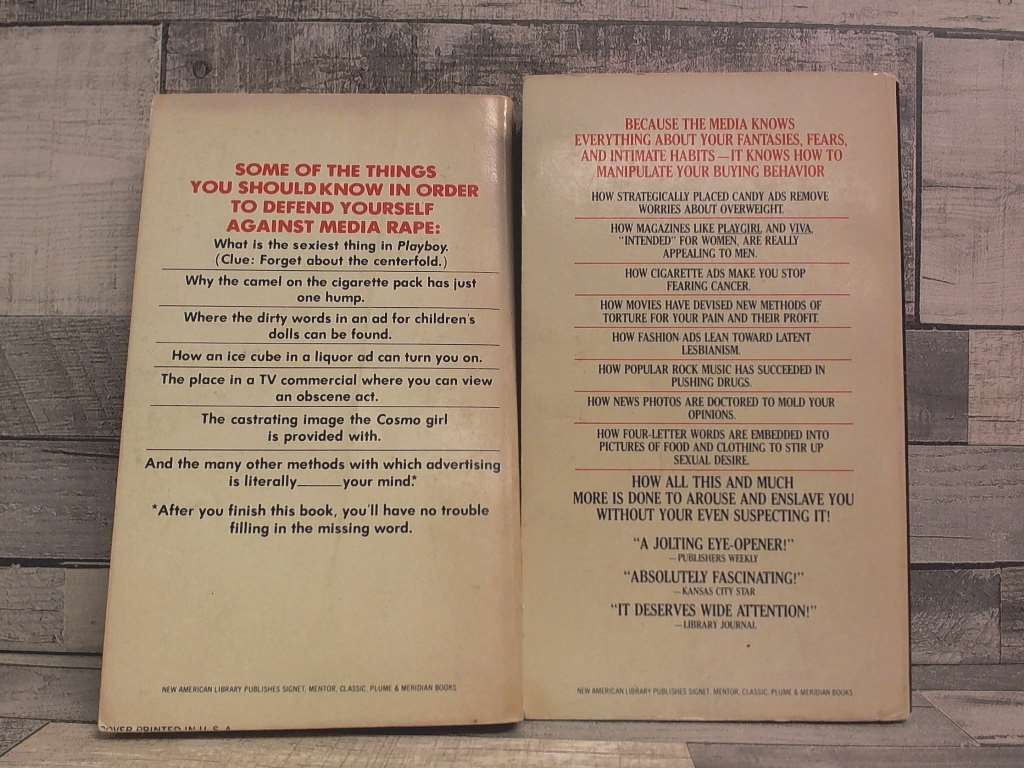 SOME OF THE THINGS
YOU SHOULD KNOW IN ORDER
TO DEFEND YOURSELF
AGAINST MEDIA RAPE:
What is the sexiest thing in Playboy.
(Clue: Forget about the centerfold.)
Why the camel on the cigarette pack has just
one hump.
Where the dirty words in an ad for children's
dolls can be found.
How an ice cube in a liquor ad can turn you on.
The place in a TV commercial where you can view
an obscene act.
The castrating image the Cosmo girl
is provided with.
And the many other methods with which advertising
is literally______your mind.*
*After you finish this book, you'll have no trouble
filling in the missing word.
NEW AMERICAN LIBRARY PUBLISHES SIGNET, MENTOR, CLASSIC, PLUME & MERIDIAN BOOKS
COVER PRINTED IN U.S.A.
BECAUSE THE MEDIA KNOWS
EVERYTHING ABOUT YOUR FANTASIES, FEARS,
AND INTIMATE HABITS—IT KNOWS HOW TO
MANIPULATE YOUR BUYING BEHAVIOR
HOW STRATEGICALLY PLACED CANDY ADS REMOVE
WORRIES ABOUT OVERWEIGHT.
HOW MAGAZINES LIKE PLAYGIRL AND VIVA,
"INTENDED" FOR WOMEN, ARE REALLY
APPEALING TO MEN.
HOW CIGARETTE ADS MAKE YOU STOP
FEARING CANCER.
HOW MOVIES HAVE DEVISED NEW METHODS OF
TORTURE FOR YOUR PAIN AND THEIR PROFIT.
HOW FASHION ADS LEAN TOWARD LATENT
LESBIANISM.
HOW POPULAR ROCK MUSIC HAS SUCCEEDED IN
PUSHING DRUGS.
HOW NEWS PHOTOS ARE DOCTORED TO MOLD YOUR
OPINIONS.
HOW FOUR-LETTER WORDS ARE EMBEDDED INTO
PICTURES OF FOOD AND CLOTHING TO STIR UP
SEXUAL DESIRE.
HOW ALL THIS AND MUCH
MORE IS DONE TO AROUSE AND ENSLAVE YOU
WITHOUT YOUR EVEN SUSPECTING IT!
"A JOLTING EYE-OPENER!"
—PUBLISHERS WEEKLY
"ABSOLUTELY FASCINATING!"
—KANSAS CITY STAR
"IT DESERVES WIDE ATTENTION!"
—LIBRARY JOURNAL
NEW AMERICAN LIBRARY PUBLISHES SIGNET, MENTOR, CLASSIC, PLUME & MERIDIAN BOOKS